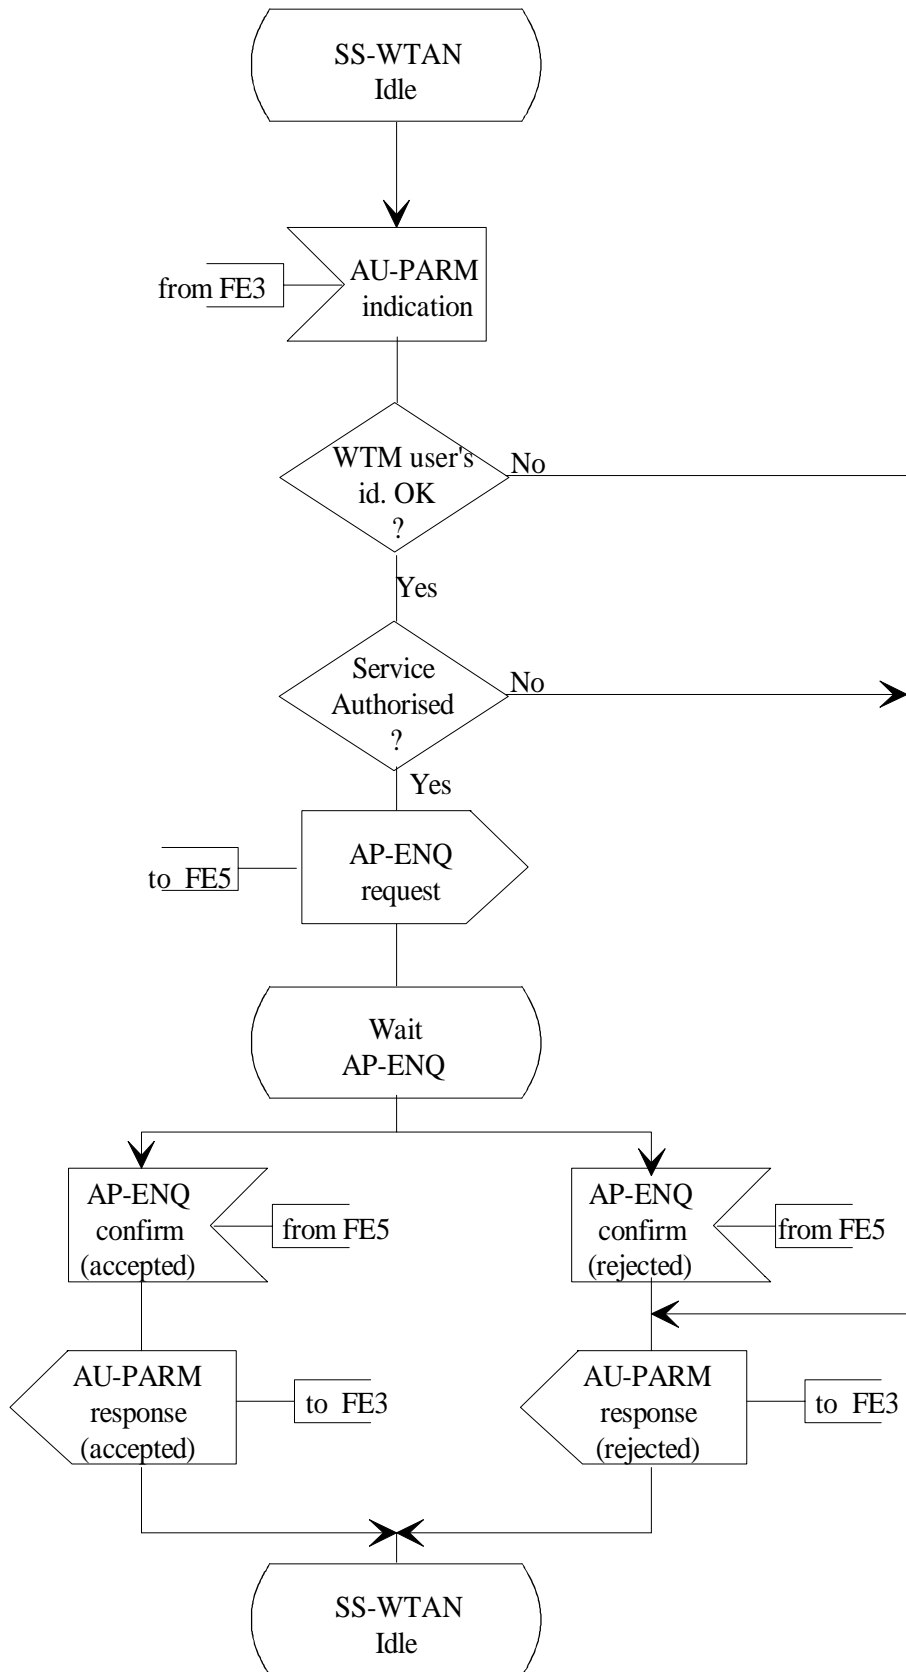 SS-WTAN
Idle
from FE3
AU-PARM
indication
WTM user's
id. OK
?
No
Yes
Service
Authorised
?
No
Yes
to FE5
AP-ENQ
request
Wait
AP-ENQ
AP-ENQ
confirm
(accepted)
from FE5
AP-ENQ
confirm
(rejected)
from FE5
AU-PARM
response
(accepted)
to FE3
AU-PARM
response
(rejected)
to FE3
SS-WTAN
Idle